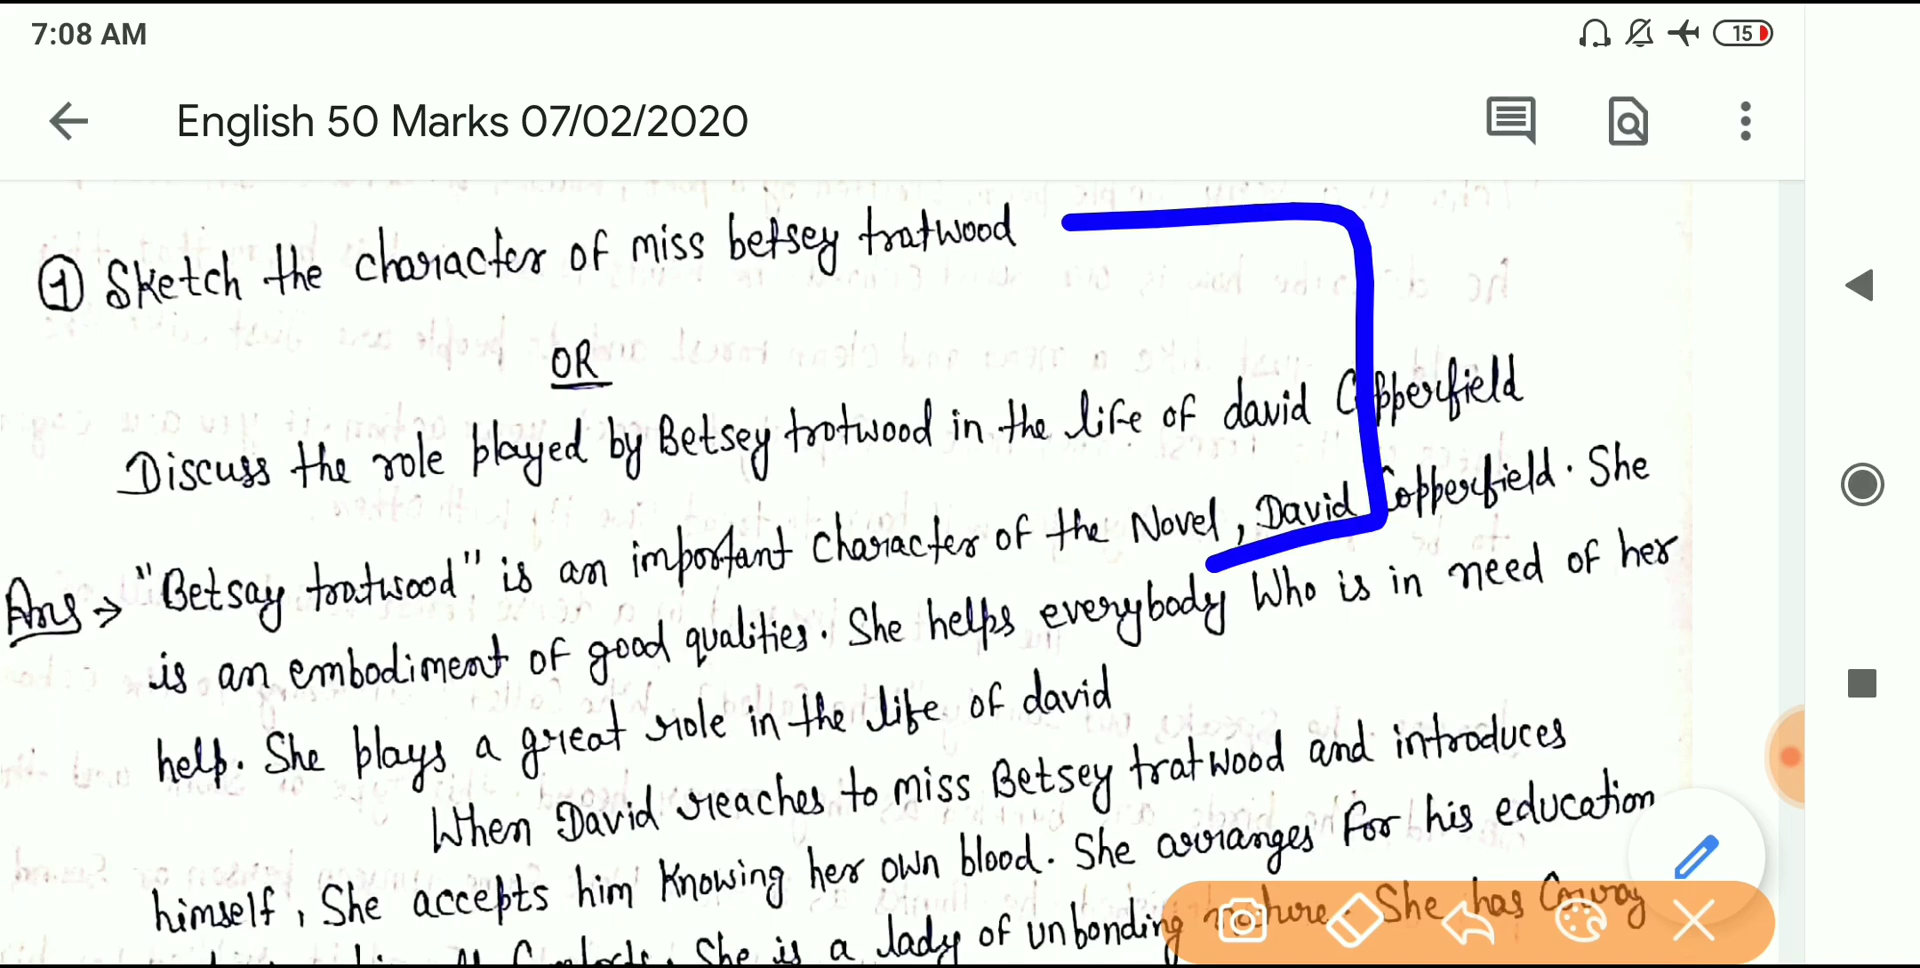 7:08 AM
15
English 50 Marks 07/02/2020
① Sketch the character of miss betsey tratwood
OR
Discuss the role played by Betsey trotwood in the life of david Copperfield
Ans → "Betsay tratwood" is an important character of the Novel, David Copperfield. She
is an embodiment of good qualities. She helps everybody Who is in need of her
help. She plays a great role in the life of david
When David reaches to miss Betsey tratwood and introduces
himself, She accepts him Knowing her own blood. She arranges for his education
She is a lady of unbonding She has